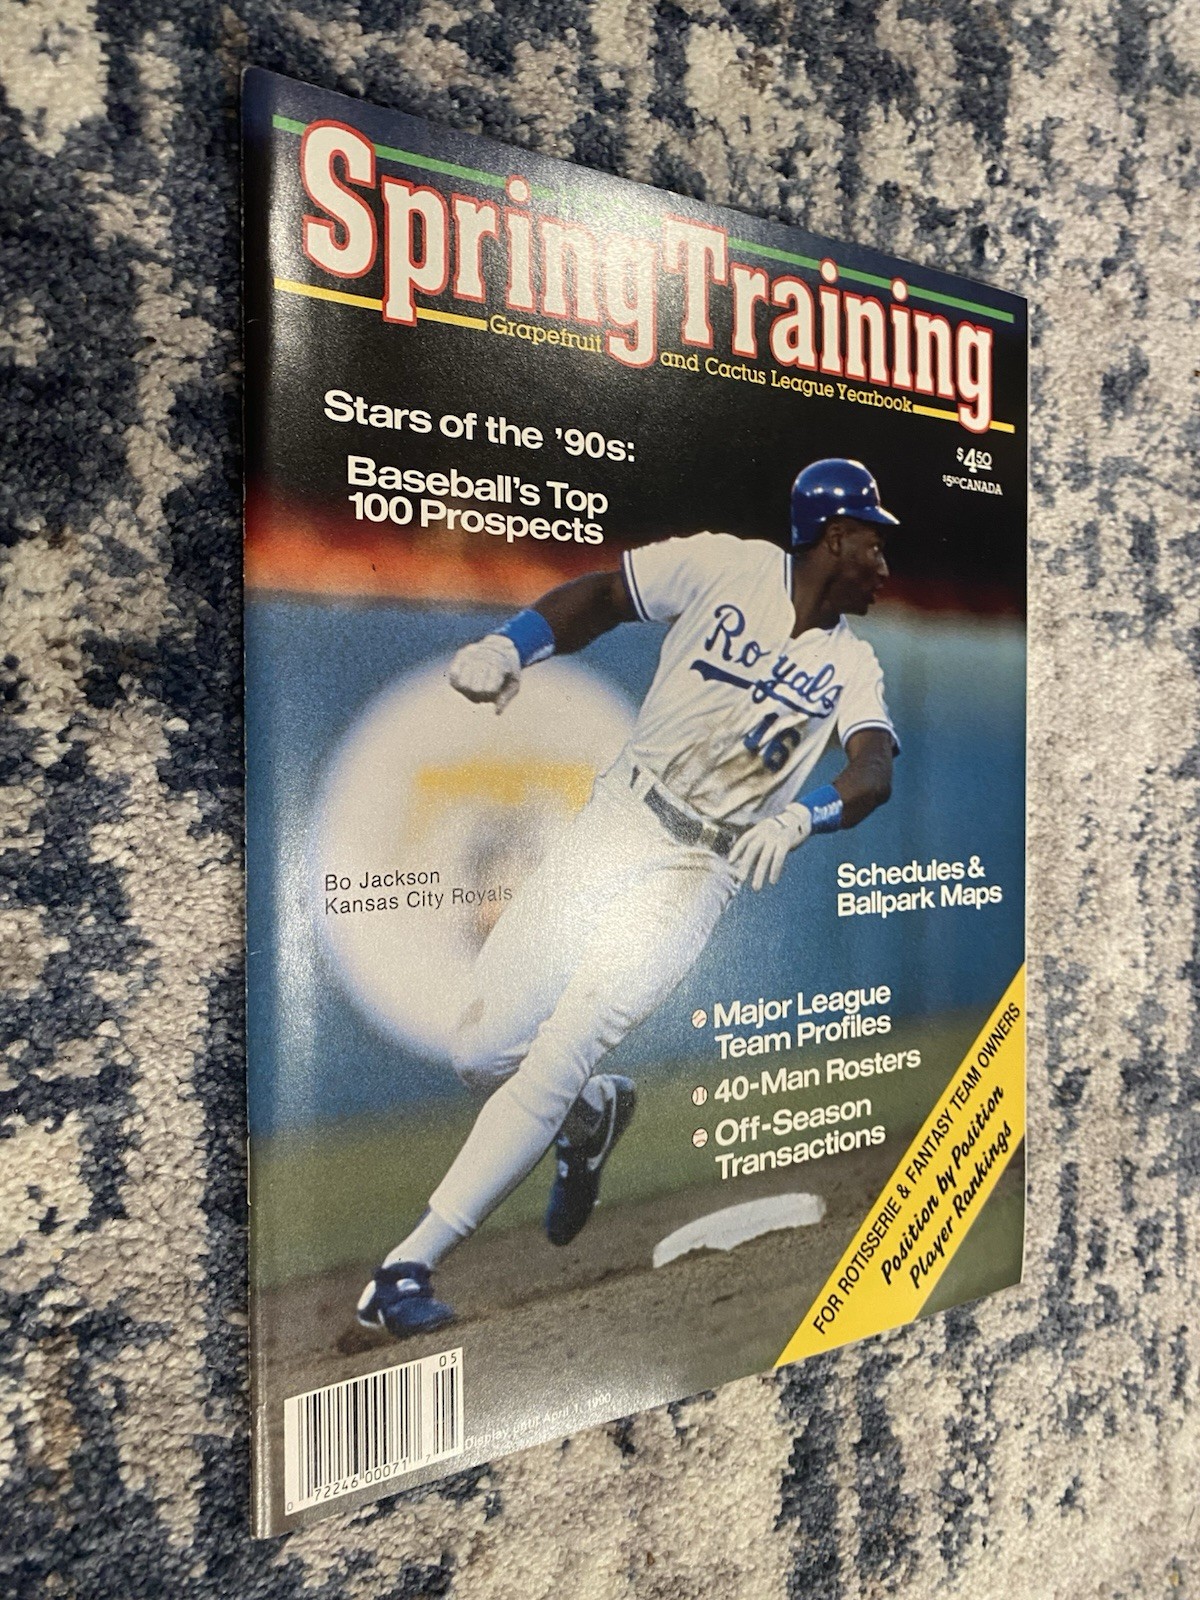 Spring Training
Grapefruit and Cactus League Yearbook
$4.50
$5.50 CANADA
Stars of the '90s:
Baseball's Top
100 Prospects
Royals
16
Bo Jackson
Kansas City Royals
Schedules &
Ballpark Maps
Major League
Team Profiles
40-Man Rosters
Off-Season
Transactions
FOR ROTISSERIE & FANTASY TEAM OWNERS
Position by Position
Player Rankings
05
Display until April 1, 1990
0 72246 00071 7